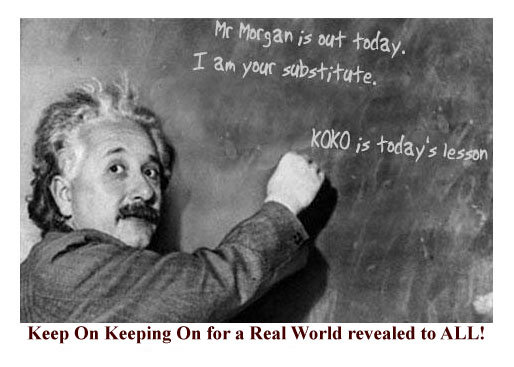 Mr Morgan is out today.
I am your substitute.
KOKO is today's lesson
Keep On Keeping On for a Real World revealed to ALL!